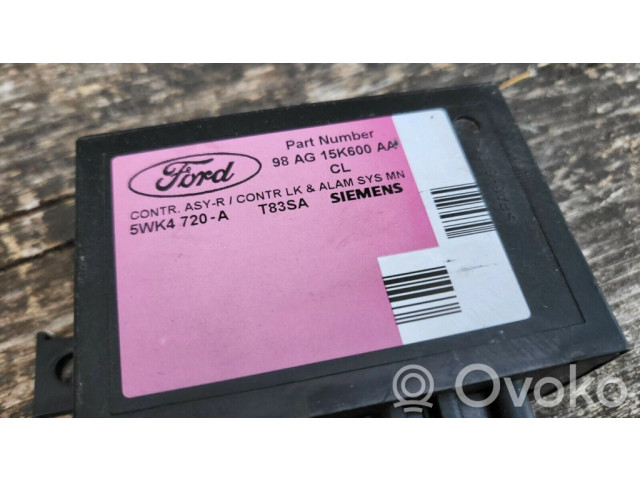 Ford
Part Number
98 AG 15K600 AA*
CL
CONTR. ASY-R / CONTR LK & ALAM SYS MN
5WK4 720-A T83SA SIEMENS
Ovoko